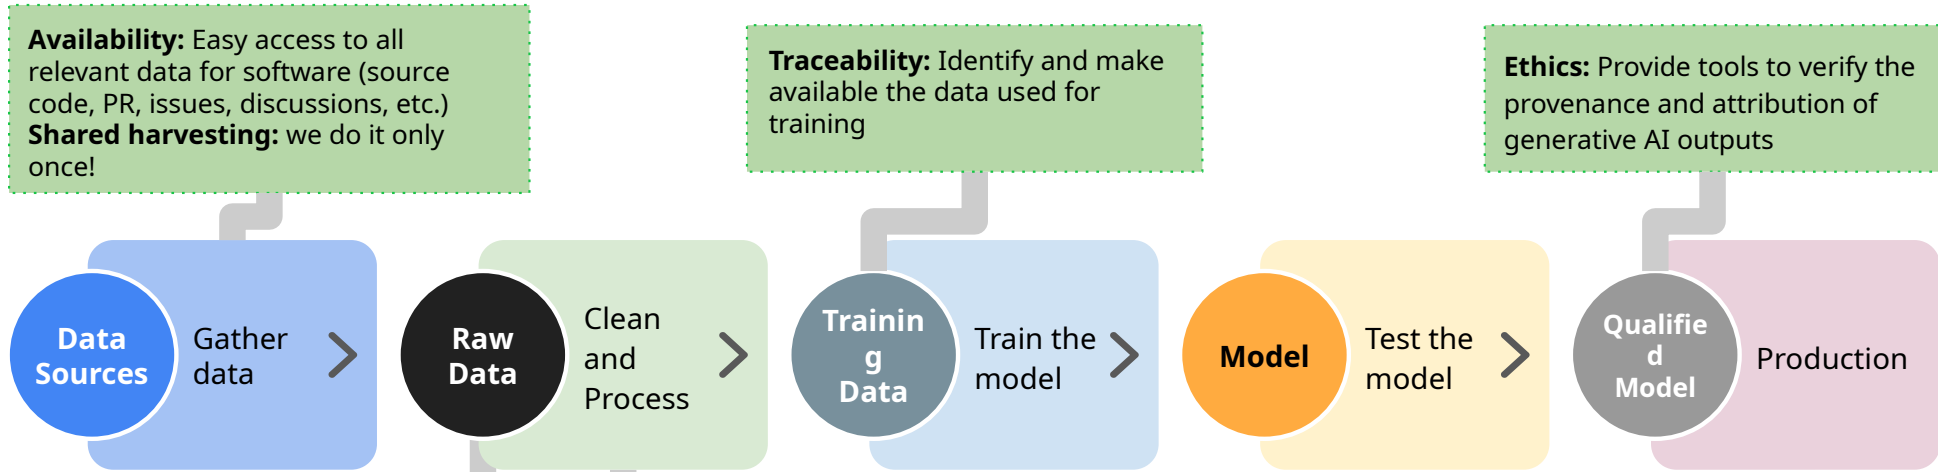 Availability: Easy access to all
relevant data for software (source
code, PR, issues, discussions, etc.)
Shared harvesting: we do it only
once!
Traceability: Identify and make
available the data used for
training
Ethics: Provide tools to verify the
provenance and attribution of
generative AI outputs
Data
Sources
Gather
data
Raw
Data
Clean
and
Process
Trainin
g
Data
Train the
model
Model
Test the
model
Qualifie
d
Model
Production